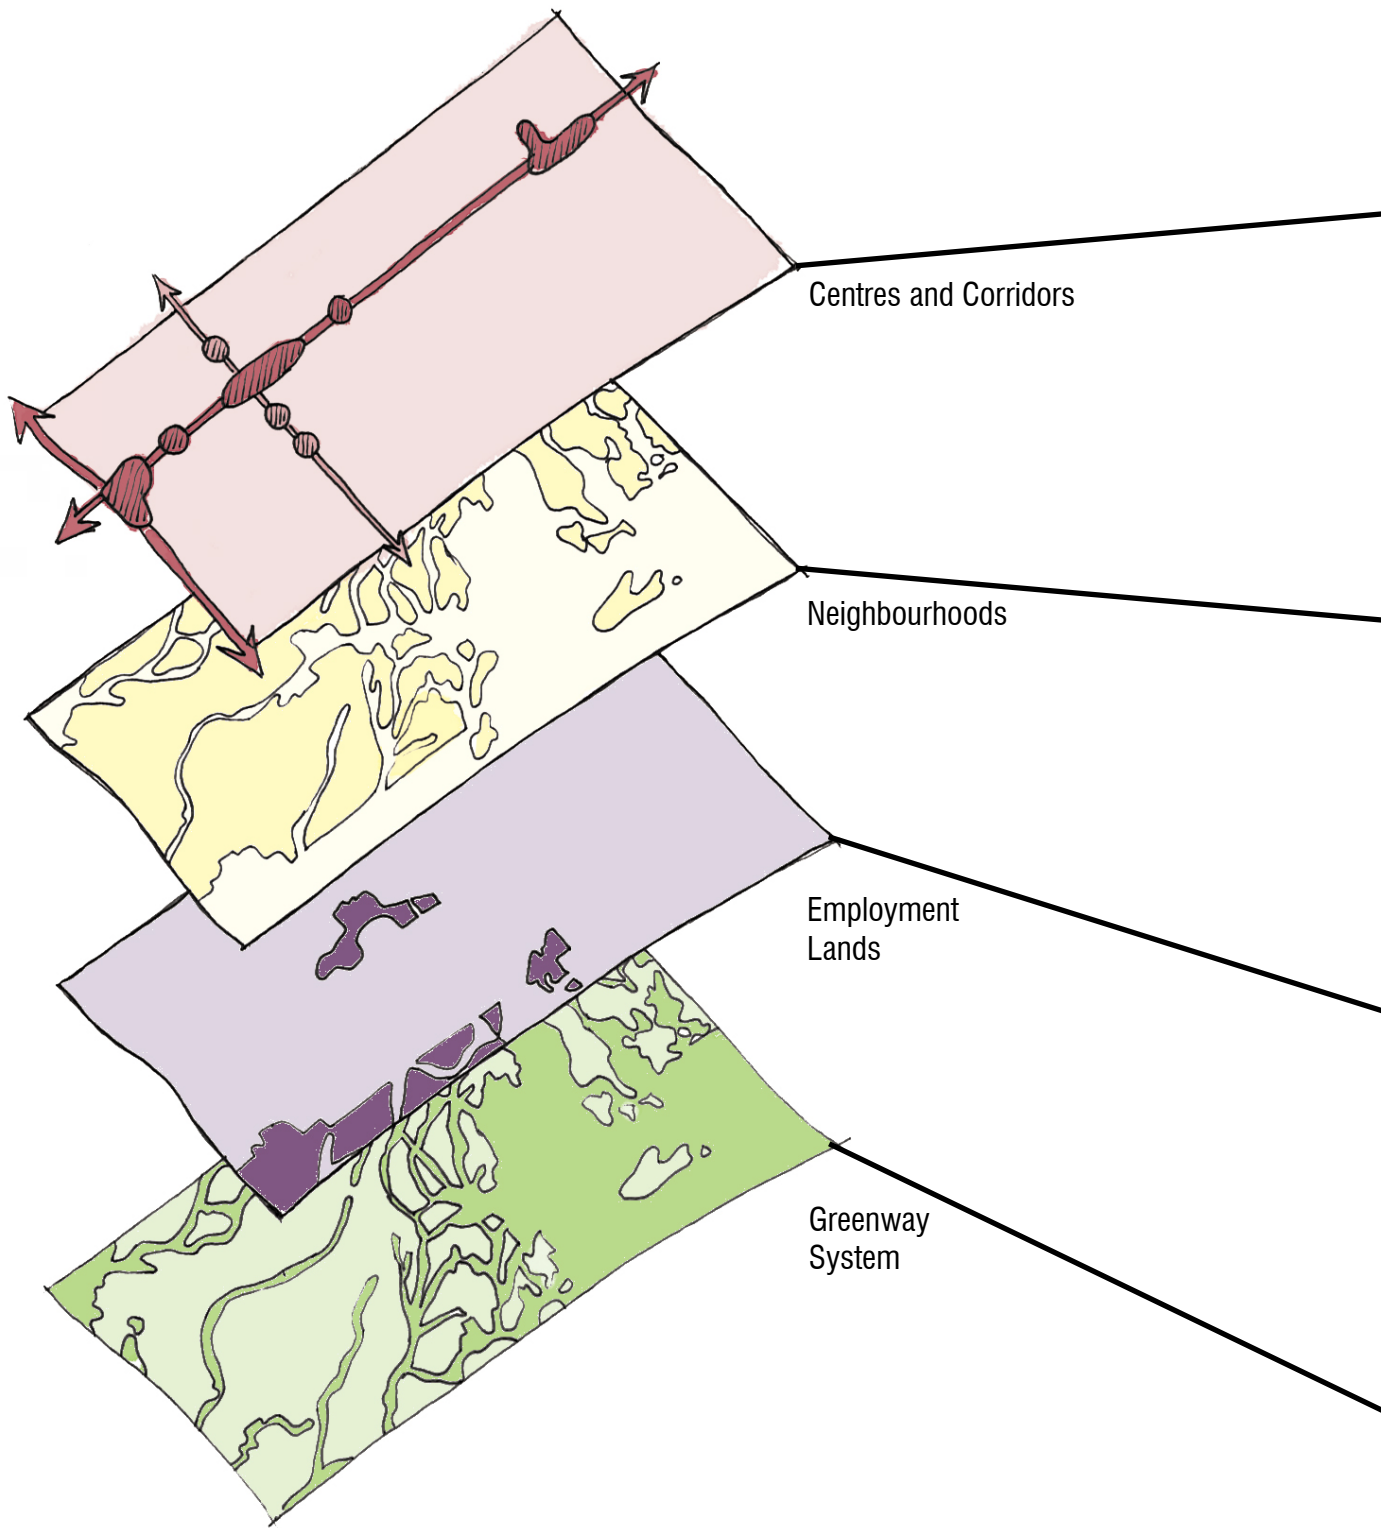 Centres and Corridors
Neighbourhoods
Employment
Lands
Greenway
System